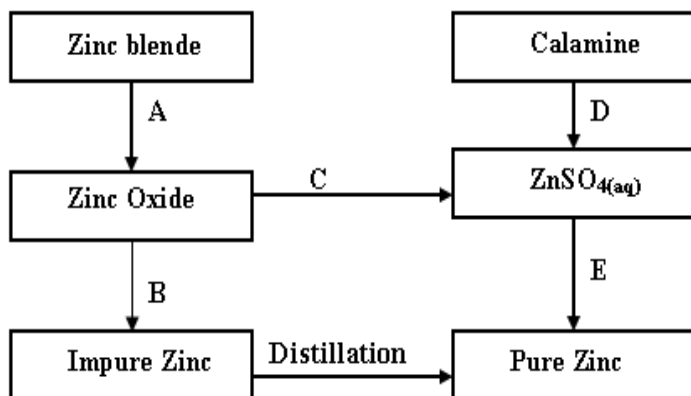 Zinc blende
Calamine
A
D
Zinc Oxide
C
ZnSO4(aq)
B
E
Impure Zinc
Distillation
Pure Zinc